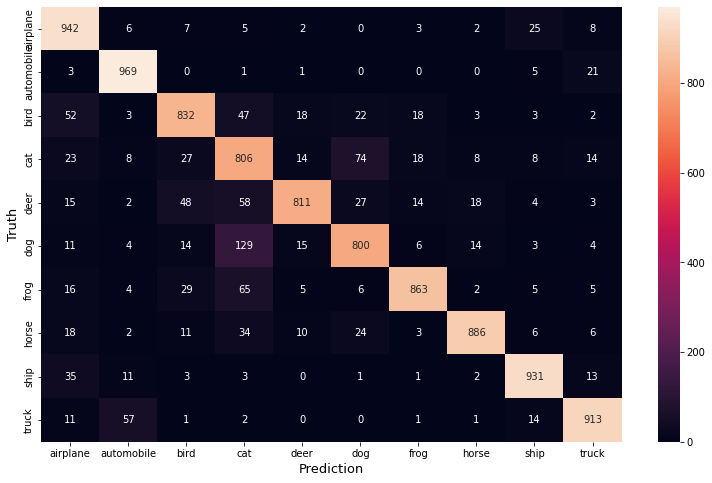 airplane 942 6 7 5 2 0 3 2 25 8
automobile 3 969 0 1 1 0 0 0 5 21
bird 52 3 832 47 18 22 18 3 3 2
cat 23 8 27 806 14 74 18 8 8 14
deer 15 2 48 58 811 27 14 18 4 3
dog 11 4 14 129 15 800 6 14 3 4
frog 16 4 29 65 5 6 863 2 5 5
horse 18 2 11 34 10 24 3 886 6 6
ship 35 11 3 3 0 1 1 2 931 13
truck 11 57 1 2 0 0 1 1 14 913
airplane automobile bird cat deer dog frog horse ship truck
Prediction
Truth
800
600
400
200
0